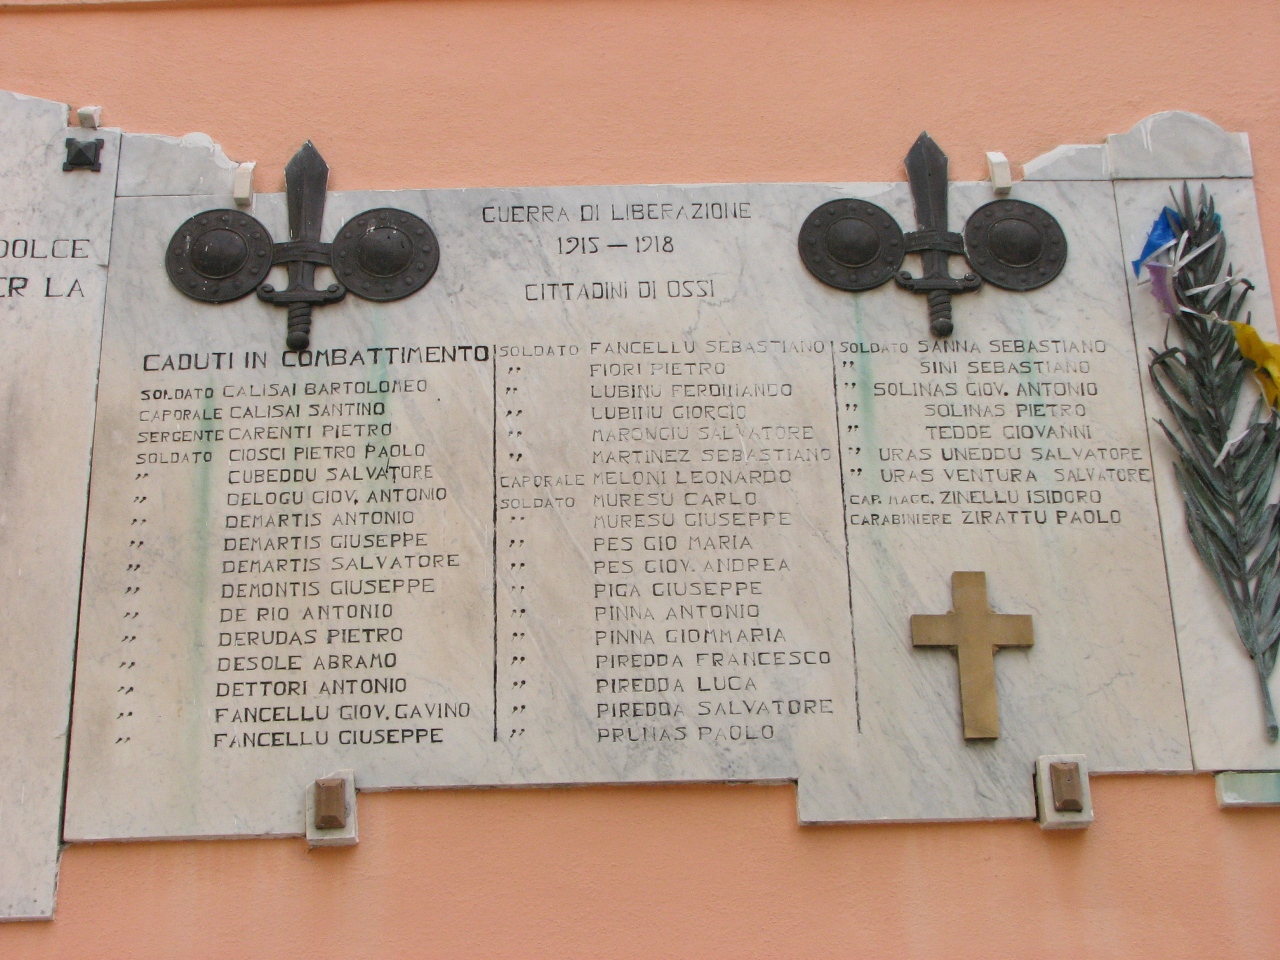 DOLCE
ER LA
GUERRA DI LIBERAZIONE
1915 — 1918
CITTADINI DI OSSI
CADUTI IN COMBATTIMENTO
SOLDATO CALISAI BARTOLOMEO
CAPORALE CALISAI SANTINO
SERGENTE CARENTI PIETRO
SOLDATO CIOSCI PIETRO PAOLO
" CUBEDDU SALVATORE
" DELOGU GIOV. ANTONIO
" DEMARTIS ANTONIO
" DEMARTIS GIUSEPPE
" DEMARTIS SALVATORE
" DEMONTIS GIUSEPPE
" DE RIO ANTONIO
" DERUDAS PIETRO
" DESOLE ABRAMO
" DETTORI ANTONIO
" FANCELLU GIOV. GAVINO
" FANCELLU GIUSEPPE
SOLDATO FANCELLU SEBASTIANO
" FIORI PIETRO
" LUBINU FERDINANDO
" LUBINU GIORGIO
" MARONGIU SALVATORE
" MARTINEZ SEBASTIANO
CAPORALE MELONI LEONARDO
SOLDATO MURESU CARLO
" MURESU GIUSEPPE
" PES GIO MARIA
" PES GIOV. ANDREA
" PIGA GIUSEPPE
" PINNA ANTONIO
" PINNA GIOMMARIA
" PIREDDA FRANCESCO
" PIREDDA LUCA
" PIREDDA SALVATORE
" PRUNAS PAOLO
SOLDATO SANNA SEBASTIANO
" SINI SEBASTIANO
" SOLINAS GIOV. ANTONIO
" SOLINAS PIETRO
" TEDDE GIOVANNI
" URAS UNEDDU SALVATORE
" URAS VENTURA SALVATORE
CAP. MAGG. ZINELLU ISIDORO
CARABINIERE ZIRATTU PAOLO